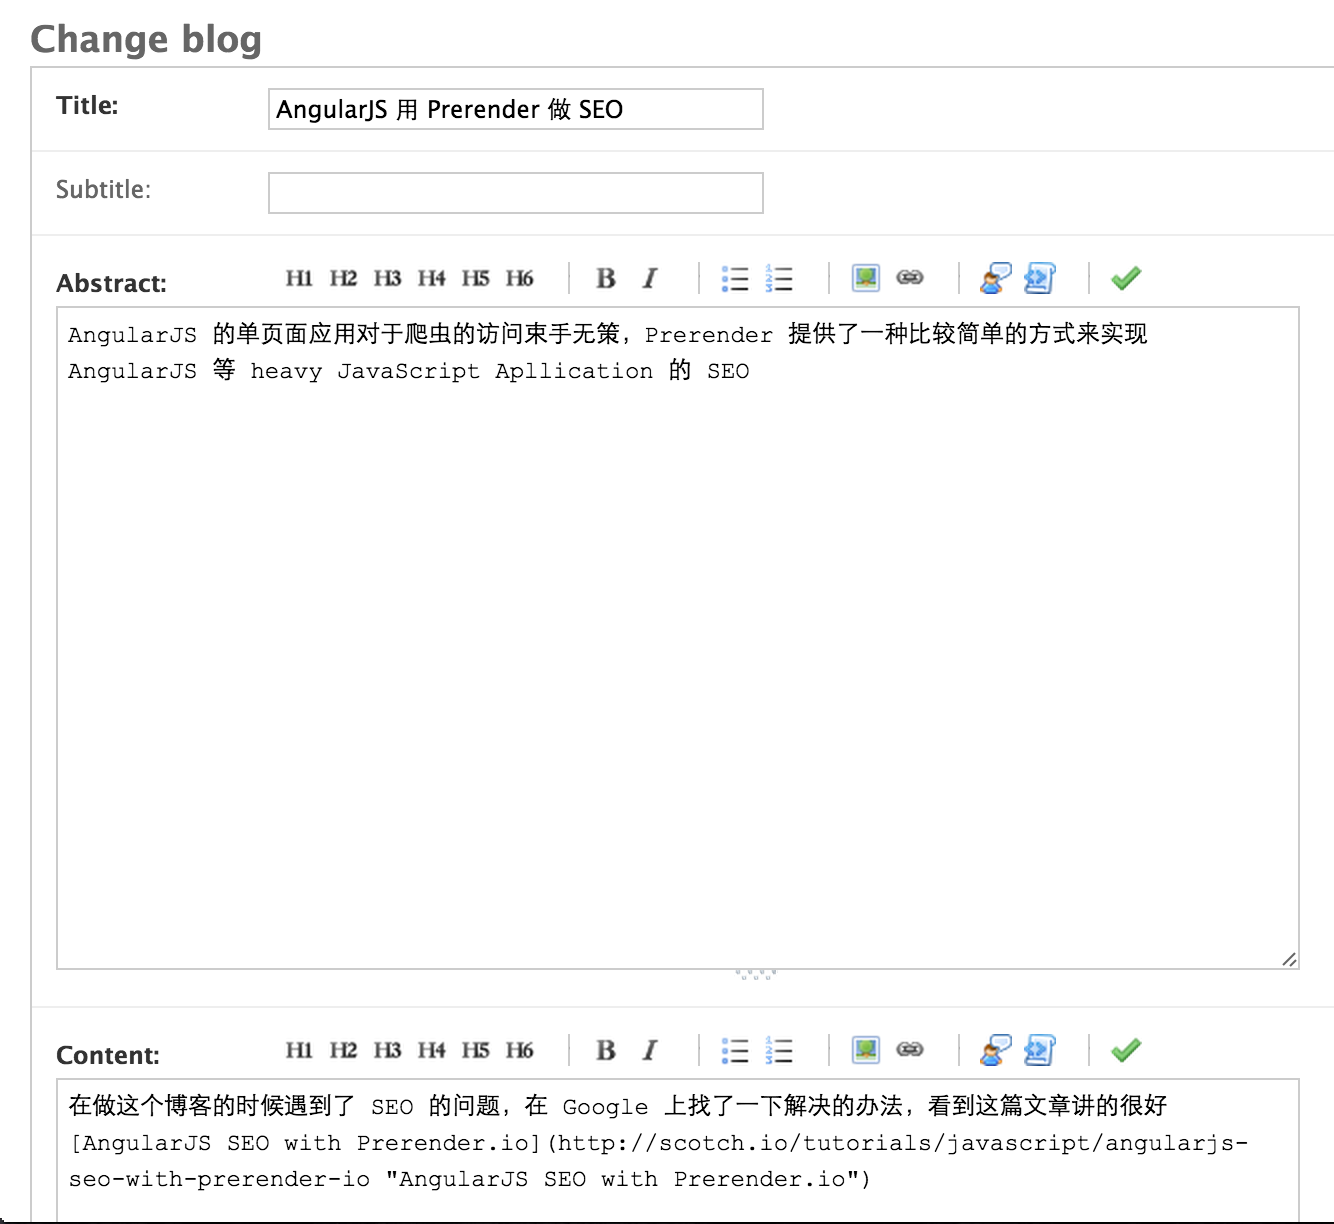 Change blog
Title:
AngularJS 用 Prerender 做 SEO
Subtitle:
Abstract:
H1 H2 H3 H4 H5 H6 B I
AngularJS 的单页面应用对于爬虫的访问束手无策，Prerender 提供了一种比较简单的方式来实现
AngularJS 等 heavy JavaScript Apllication 的 SEO
Content:
H1 H2 H3 H4 H5 H6 B I
在做这个博客的时候遇到了 SEO 的问题，在 Google 上找了一下解决的办法，看到这篇文章讲的很好
[AngularJS SEO with Prerender.io](http://scotch.io/tutorials/javascript/angularjs-
seo-with-prerender-io "AngularJS SEO with Prerender.io")